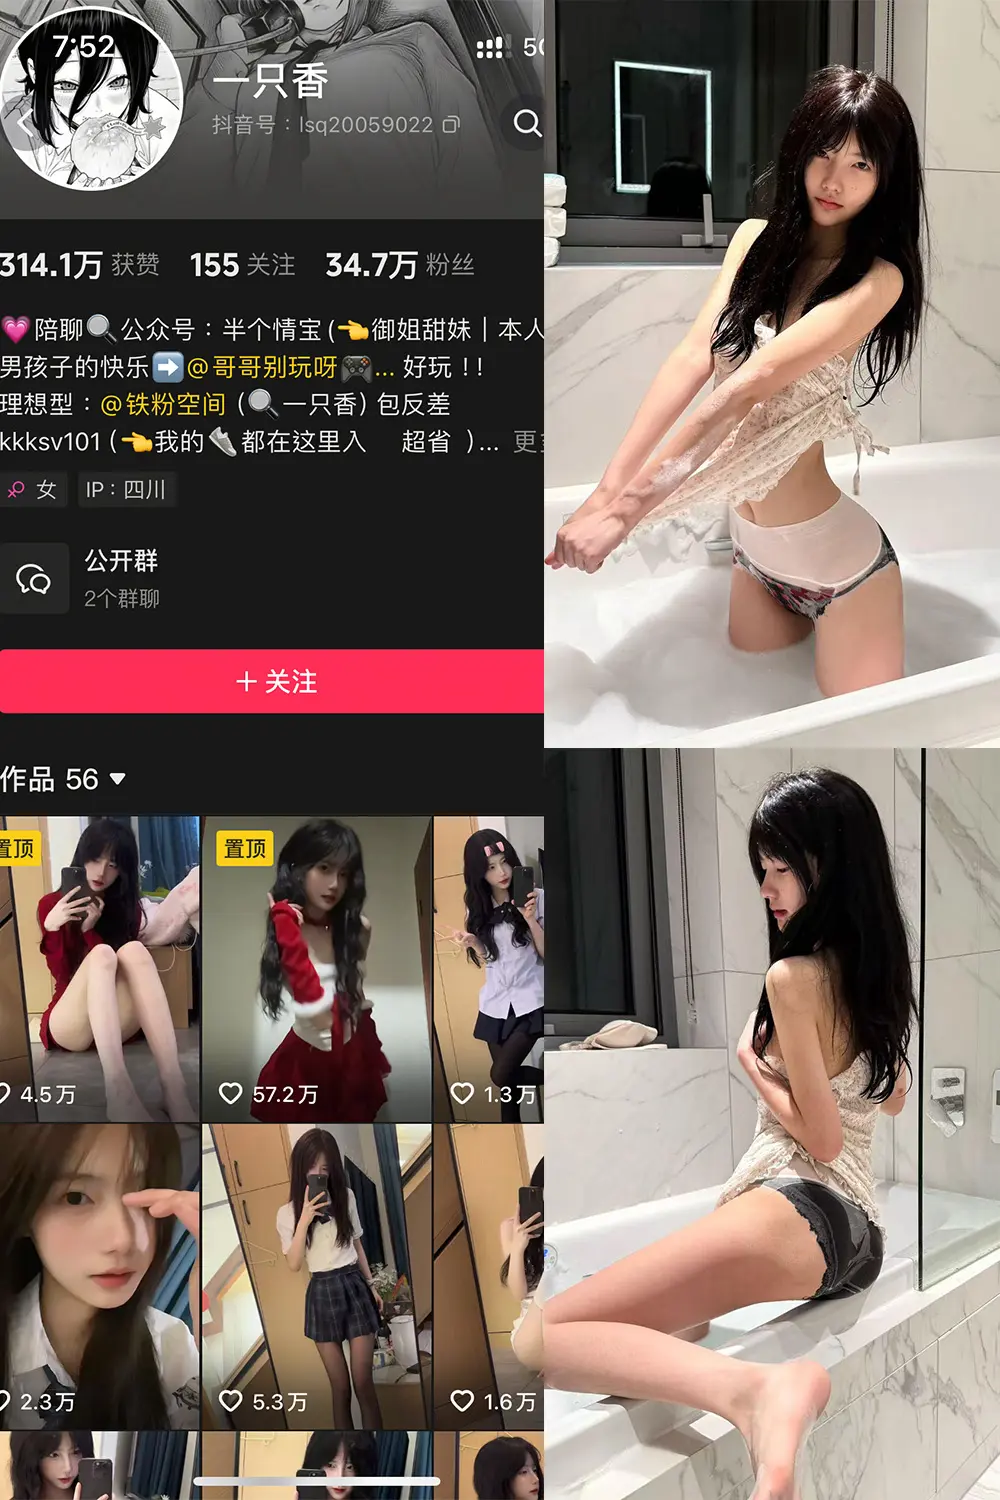 7:52
5G
一只香
抖音号：lsq20059022
314.1万 获赞 155 关注 34.7万 粉丝
💗陪聊🔍公众号：半个情宝(👈御姐甜妹｜本人
男孩子的快乐➡️@哥哥别玩呀🎮... 好玩！！
理想型：@铁粉空间 (🔍一只香) 包反差
kkksv101 (👈我的👟都在这里入 超省 )... 更多
女 IP：四川
公开群
2个群聊
+ 关注
作品 56
置顶
置顶
4.5万
57.2万
1.3万
2.3万
5.3万
1.6万